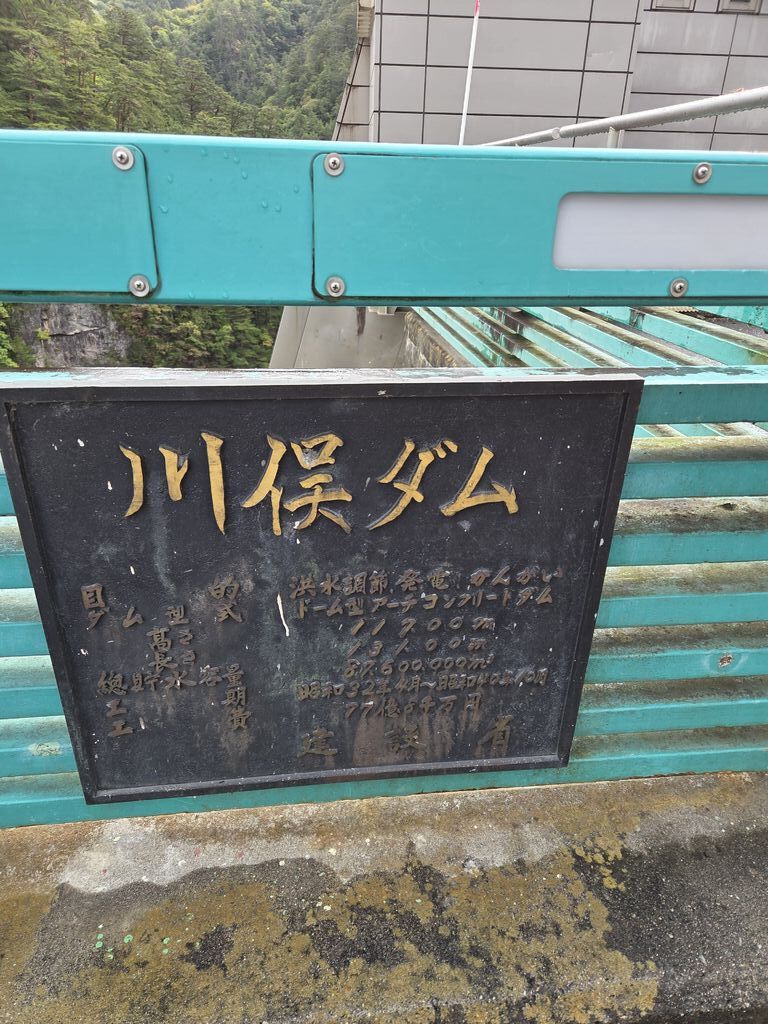 川俣ダム
目的 洪水調節、発電、かんがい
ダム型式 ドーム型アーチコンクリートダム
高さ 117.00m
長さ 131.00m
総貯水容量 87,600,000m³
工期 昭和32年4月〜昭和40年10月
工費 77億5千万円
建設省